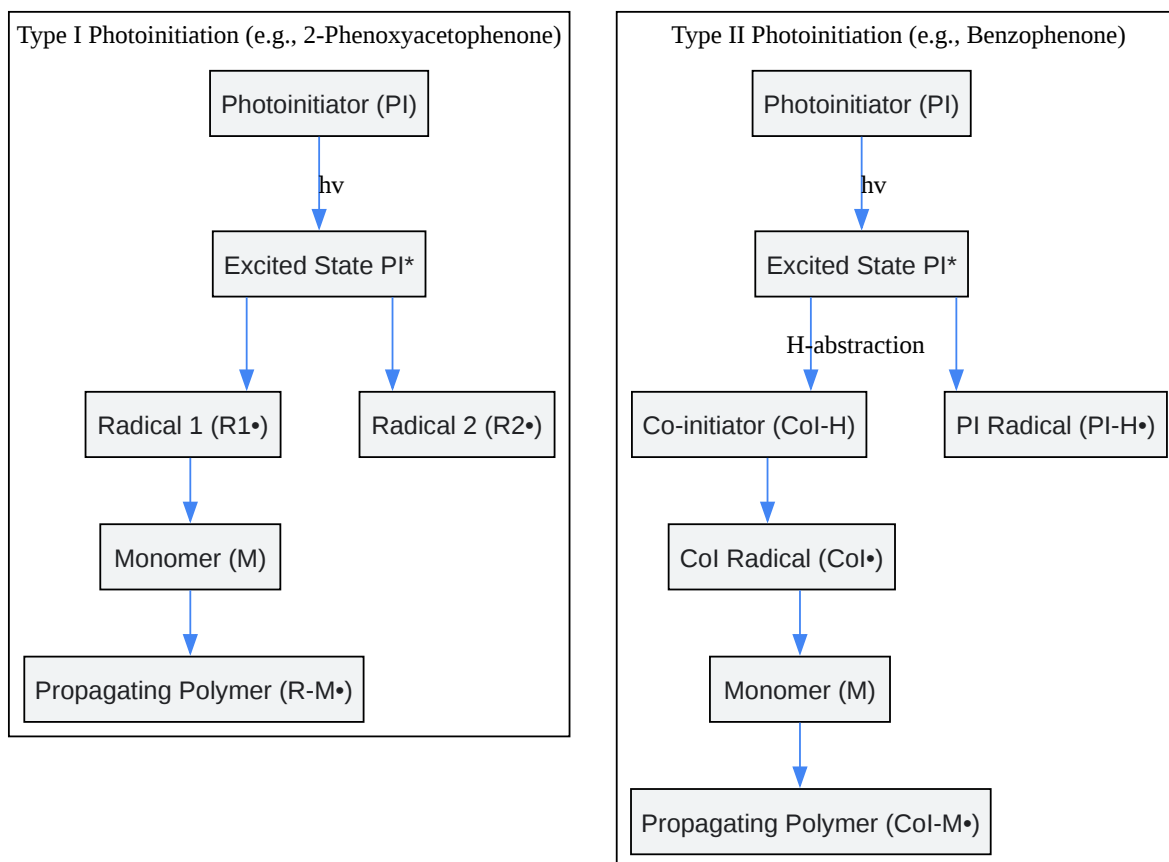 Type I Photoinitiation (e.g., 2-Phenoxyacetophenone)
Photoinitiator (PI)
hν
Excited State PI*
Radical 1 (R1•)
Radical 2 (R2•)
Monomer (M)
Propagating Polymer (R-M•)
Type II Photoinitiation (e.g., Benzophenone)
Photoinitiator (PI)
hν
Excited State PI*
H-abstraction
Co-initiator (CoI-H)
PI Radical (PI-H•)
CoI Radical (CoI•)
Monomer (M)
Propagating Polymer (CoI-M•)